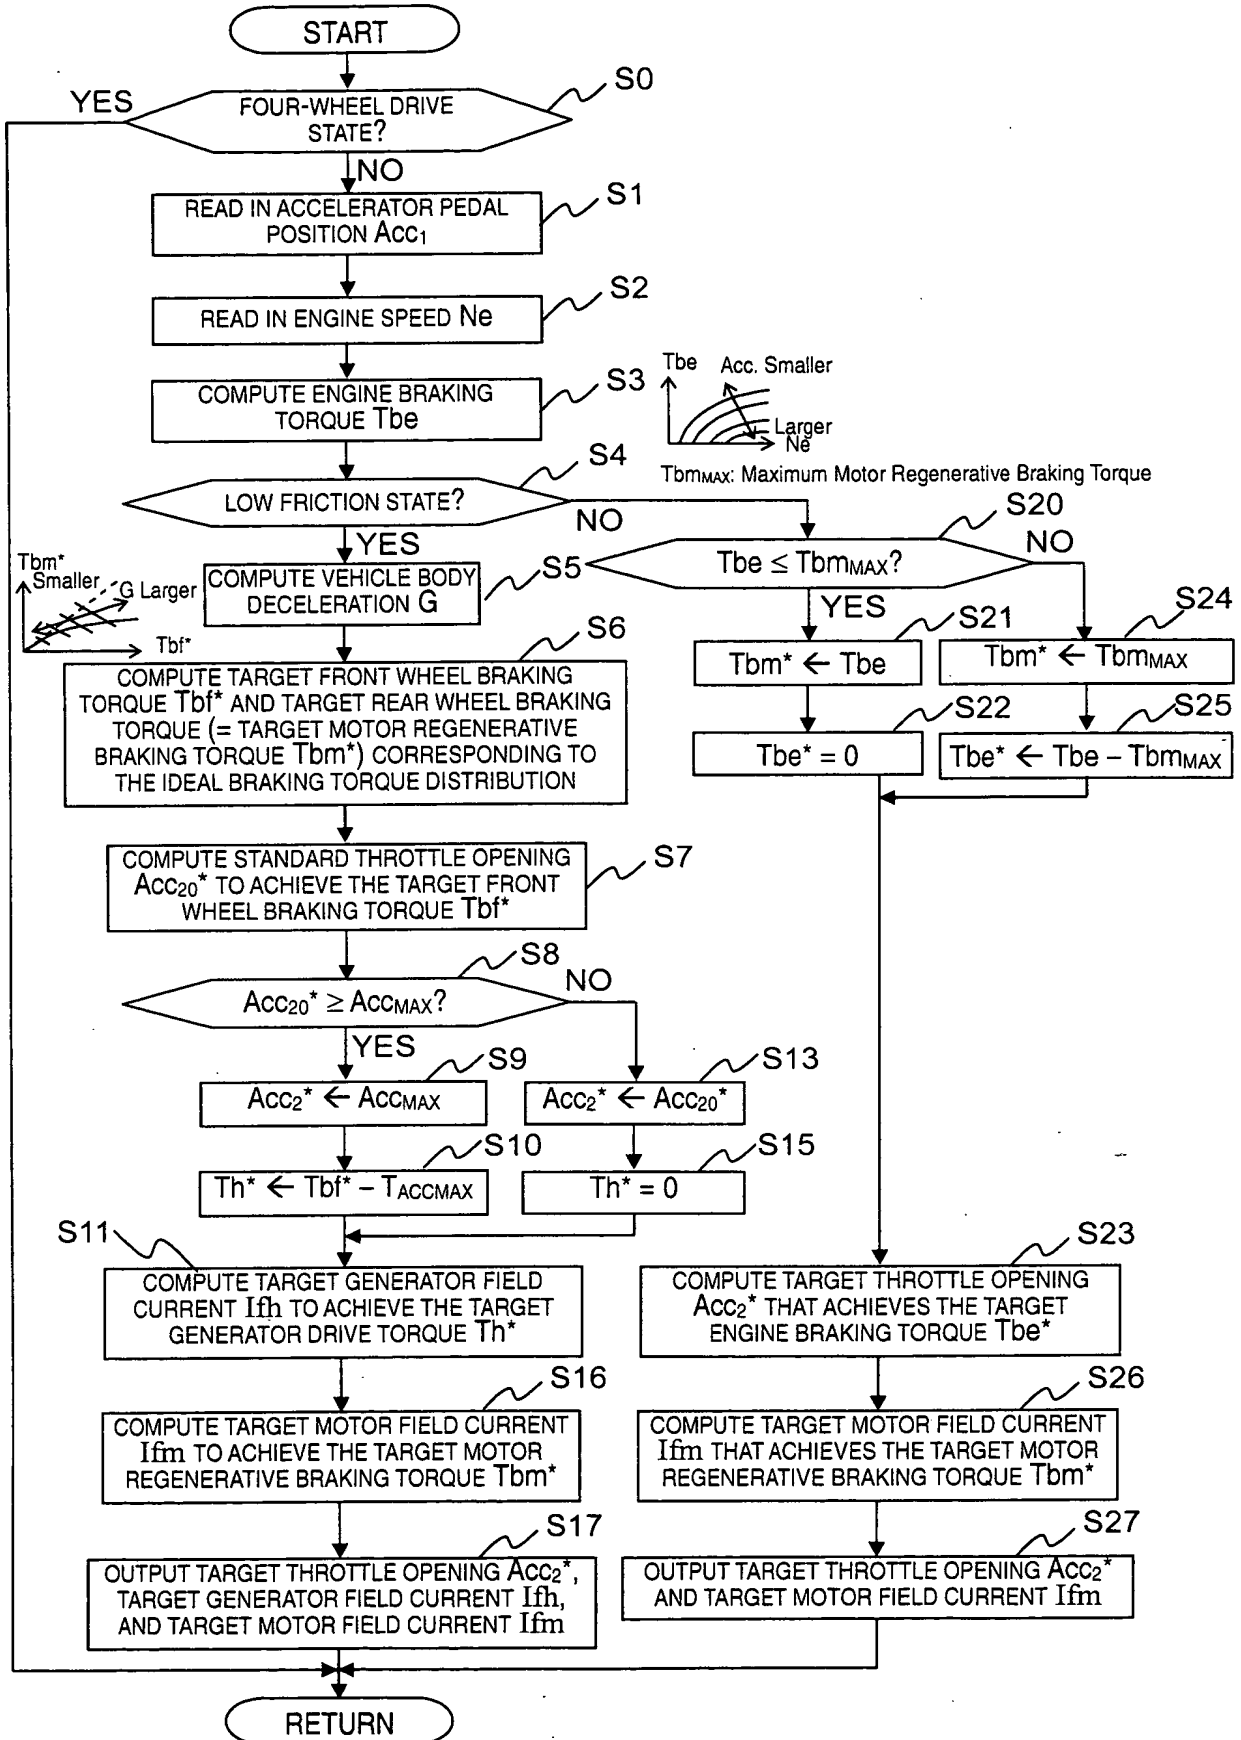 START
S0
YES
FOUR-WHEEL DRIVE
STATE?
NO
S1
READ IN ACCELERATOR PEDAL
POSITION Acc1
S2
READ IN ENGINE SPEED Ne
S3
COMPUTE ENGINE BRAKING
TORQUE Tbe
Tbe
Acc. Smaller
Larger
Ne
TbmMAX: Maximum Motor Regenerative Braking Torque
S4
LOW FRICTION STATE?
NO
YES
S20
Tbe ≤ TbmMAX?
NO
YES
Tbm*
Smaller
G Larger
Tbf*
S5
COMPUTE VEHICLE BODY
DECELERATION G
S21
Tbm* ← Tbe
S24
Tbm* ← TbmMAX
S6
COMPUTE TARGET FRONT WHEEL BRAKING
TORQUE Tbf* AND TARGET REAR WHEEL BRAKING
TORQUE (= TARGET MOTOR REGENERATIVE
BRAKING TORQUE Tbm*) CORRESPONDING TO
THE IDEAL BRAKING TORQUE DISTRIBUTION
S22
Tbe* = 0
S25
Tbe* ← Tbe – TbmMAX
S7
COMPUTE STANDARD THROTTLE OPENING
Acc20* TO ACHIEVE THE TARGET FRONT
WHEEL BRAKING TORQUE Tbf*
S8
Acc20* ≥ AccMAX?
NO
YES
S9
Acc2* ← AccMAX
S13
Acc2* ← Acc20*
S10
Th* ← Tbf* – TACCMAX
S15
Th* = 0
S11
COMPUTE TARGET GENERATOR FIELD
CURRENT Ifh TO ACHIEVE THE TARGET
GENERATOR DRIVE TORQUE Th*
S23
COMPUTE TARGET THROTTLE OPENING
Acc2* THAT ACHIEVES THE TARGET
ENGINE BRAKING TORQUE Tbe*
S16
COMPUTE TARGET MOTOR FIELD CURRENT
Ifm TO ACHIEVE THE TARGET MOTOR
REGENERATIVE BRAKING TORQUE Tbm*
S26
COMPUTE TARGET MOTOR FIELD CURRENT
Ifm THAT ACHIEVES THE TARGET MOTOR
REGENERATIVE BRAKING TORQUE Tbm*
S17
OUTPUT TARGET THROTTLE OPENING Acc2*,
TARGET GENERATOR FIELD CURRENT Ifh,
AND TARGET MOTOR FIELD CURRENT Ifm
S27
OUTPUT TARGET THROTTLE OPENING Acc2*
AND TARGET MOTOR FIELD CURRENT Ifm
RETURN